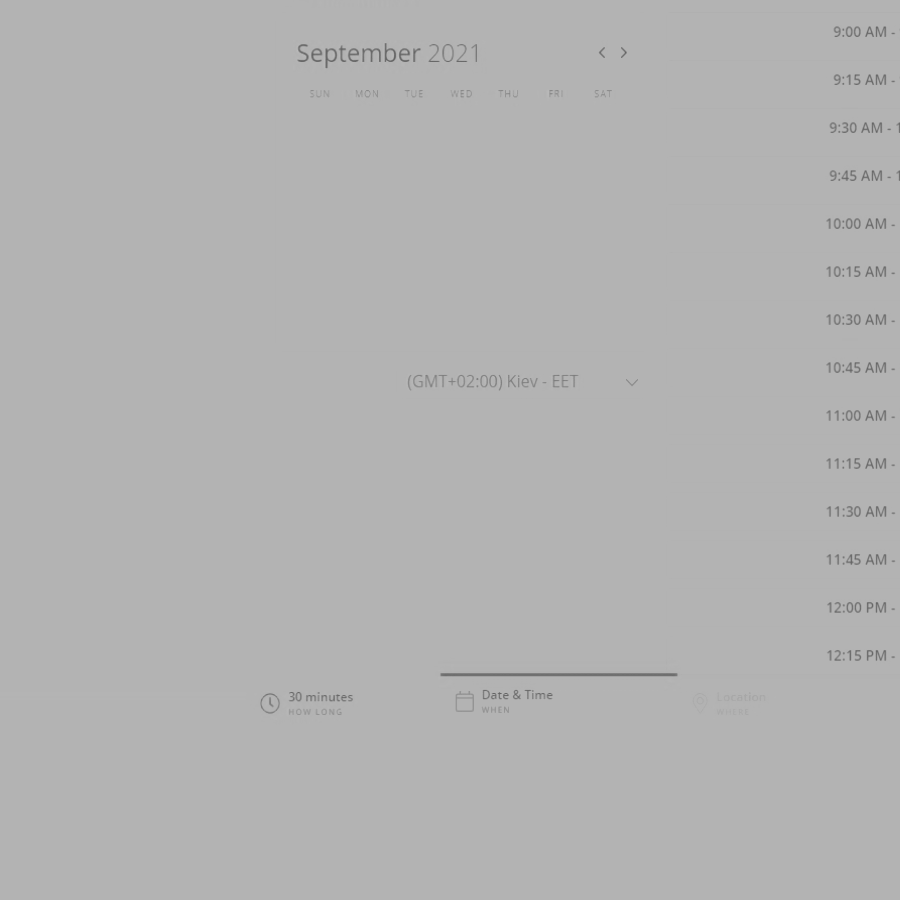 September 2021
SUN MON TUE WED THU FRI SAT
(GMT+02:00) Kiev - EET
9:00 AM -
9:15 AM -
9:30 AM - 1
9:45 AM - 1
10:00 AM -
10:15 AM -
10:30 AM -
10:45 AM -
11:00 AM -
11:15 AM -
11:30 AM -
11:45 AM -
12:00 PM -
12:15 PM -
30 minutes
HOW LONG
Date & Time
WHEN
Location
WHERE